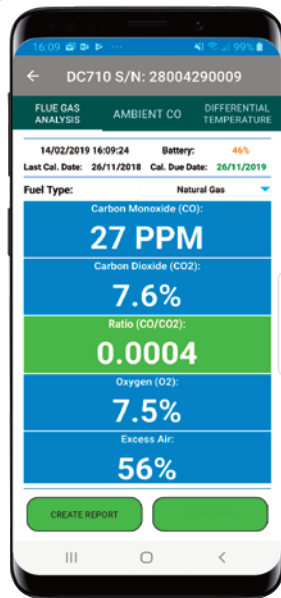 16:09 99%
DC710 S/N: 28004290009
FLUE GAS ANALYSIS
AMBIENT CO
DIFFERENTIAL TEMPERATURE
14/02/2019 16:09:24 Battery: 46%
Last Cal. Date: 26/11/2018 Cal. Due Date: 26/11/2019
Fuel Type: Natural Gas
Carbon Monoxide (CO):
27 PPM
Carbon Dioxide (CO2):
7.6%
Ratio (CO/CO2):
0.0004
Oxygen (O2):
7.5%
Excess Air:
56%
CREATE REPORT